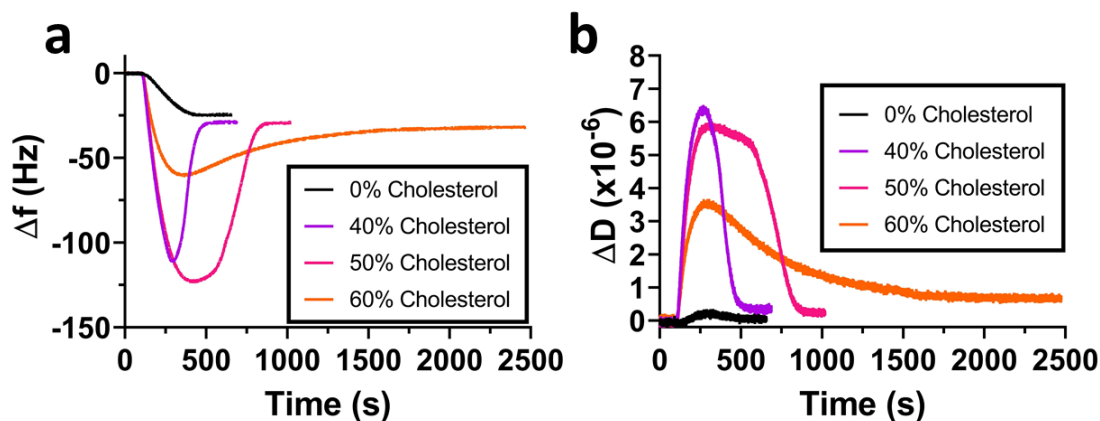 a
0
-50
-100
-150
Δf (Hz)
0% Cholesterol
40% Cholesterol
50% Cholesterol
60% Cholesterol
0 500 1000 1500 2000 2500
Time (s)
b
8
7
6
5
4
3
2
1
0
ΔD (x10⁻⁶)
0% Cholesterol
40% Cholesterol
50% Cholesterol
60% Cholesterol
0 500 1000 1500 2000 2500
Time (s)